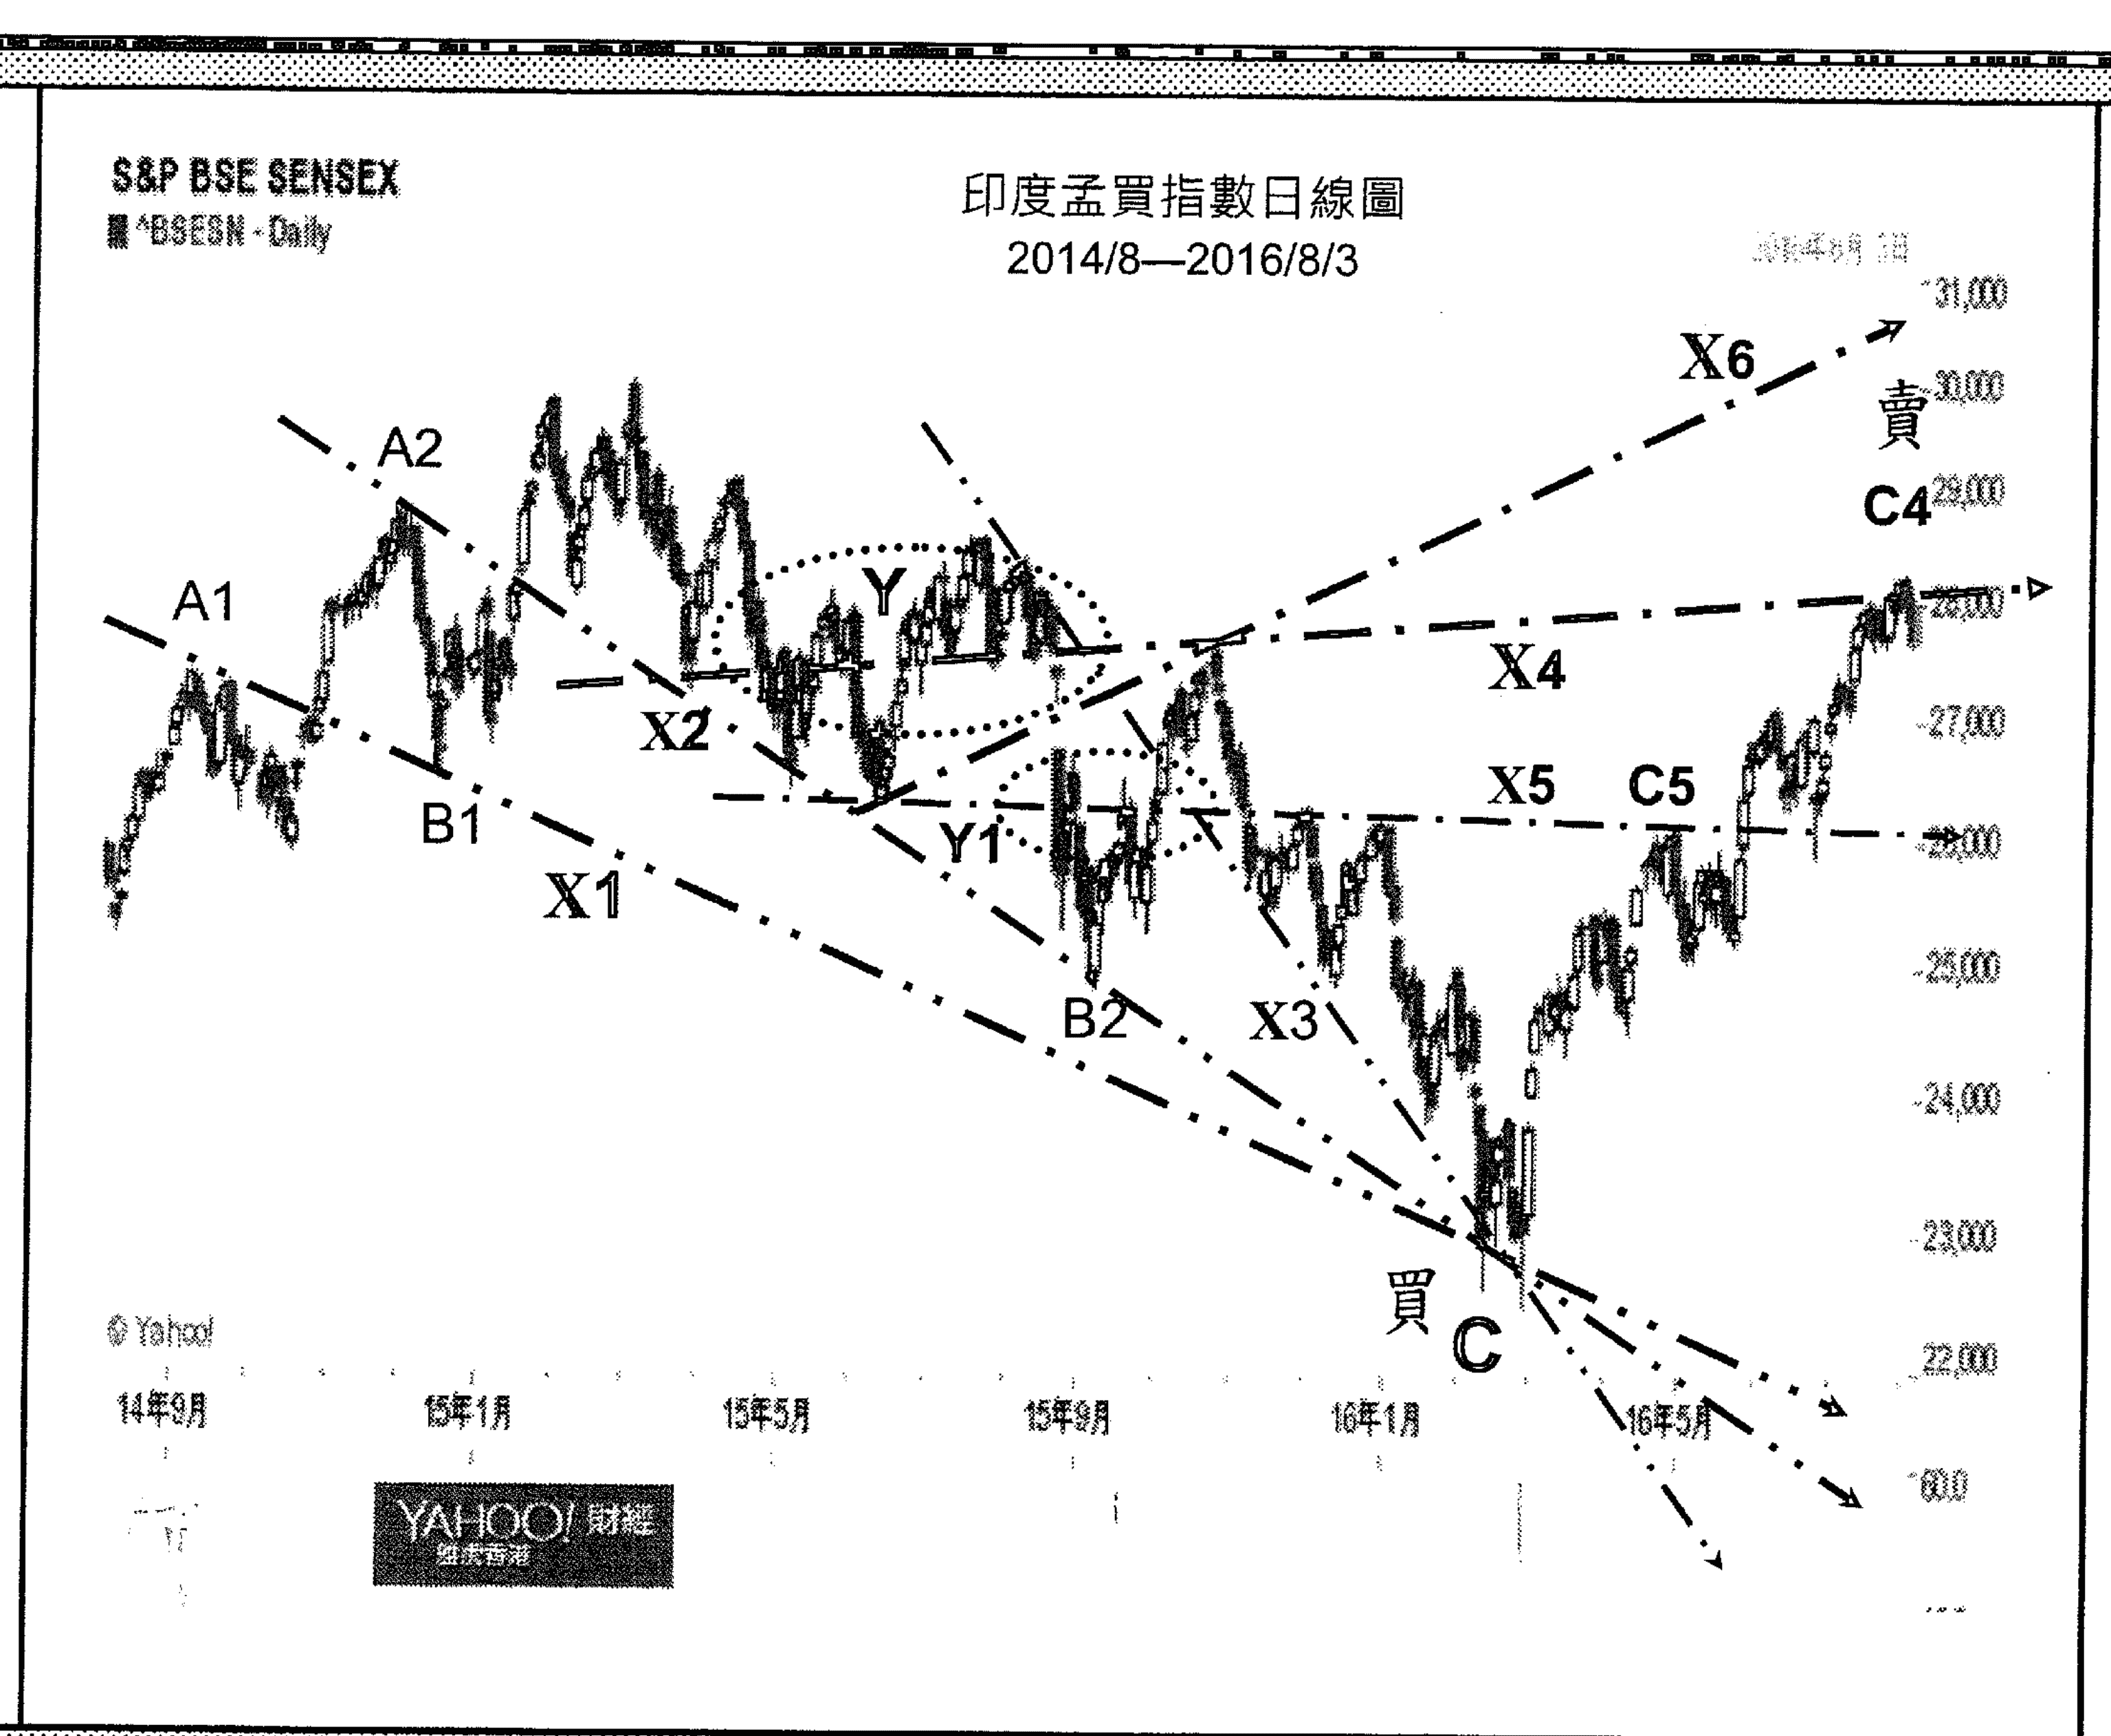 S&P BSE SENSEX
^BSESN - Daily
印度孟買指數日線圖
2014/8—2016/8/3
31,000
X6
30,000
賣
A2
29,000
C4
Y
A1
28,000
X4
X2
27,000
X5
C5
B1
Y1
26,000
X1
25,000
B2
X3
24,000
23,000
買
C
© Yahoo!
22,000
14年9月
15年1月
15年5月
15年9月
16年1月
16年5月
60.0
YAHOO! 財經
雅虎香港